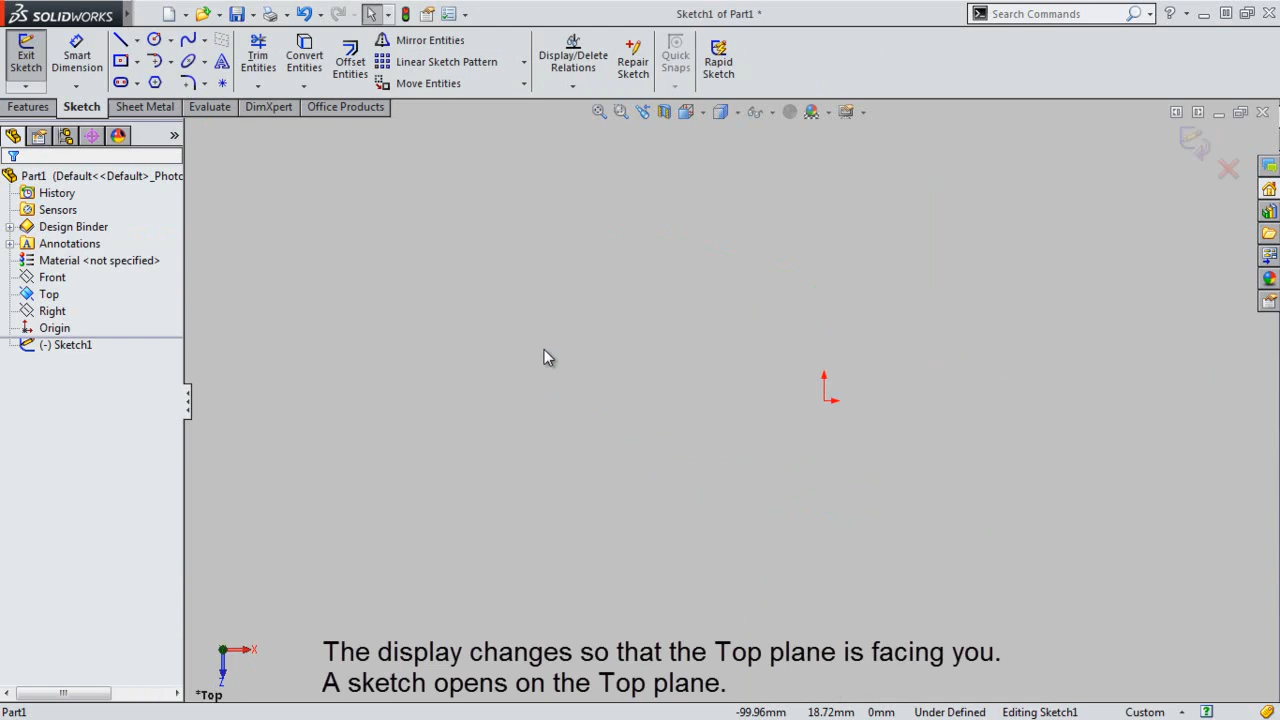 SOLIDWORKS
Sketch1 of Part1 *
Search Commands
Exit Sketch
Smart Dimension
Trim Entities
Convert Entities
Offset Entities
Mirror Entities
Linear Sketch Pattern
Move Entities
Display/Delete Relations
Repair Sketch
Quick Snaps
Rapid Sketch
Features Sketch Sheet Metal Evaluate DimXpert Office Products
Part1 (Default<<Default>_Photo
History
Sensors
Design Binder
Annotations
Material <not specified>
Front
Top
Right
Origin
(-) Sketch1
X
Z
*Top
The display changes so that the Top plane is facing you.
A sketch opens on the Top plane.
Part1 -99.96mm 18.72mm 0mm Under Defined Editing Sketch1 Custom